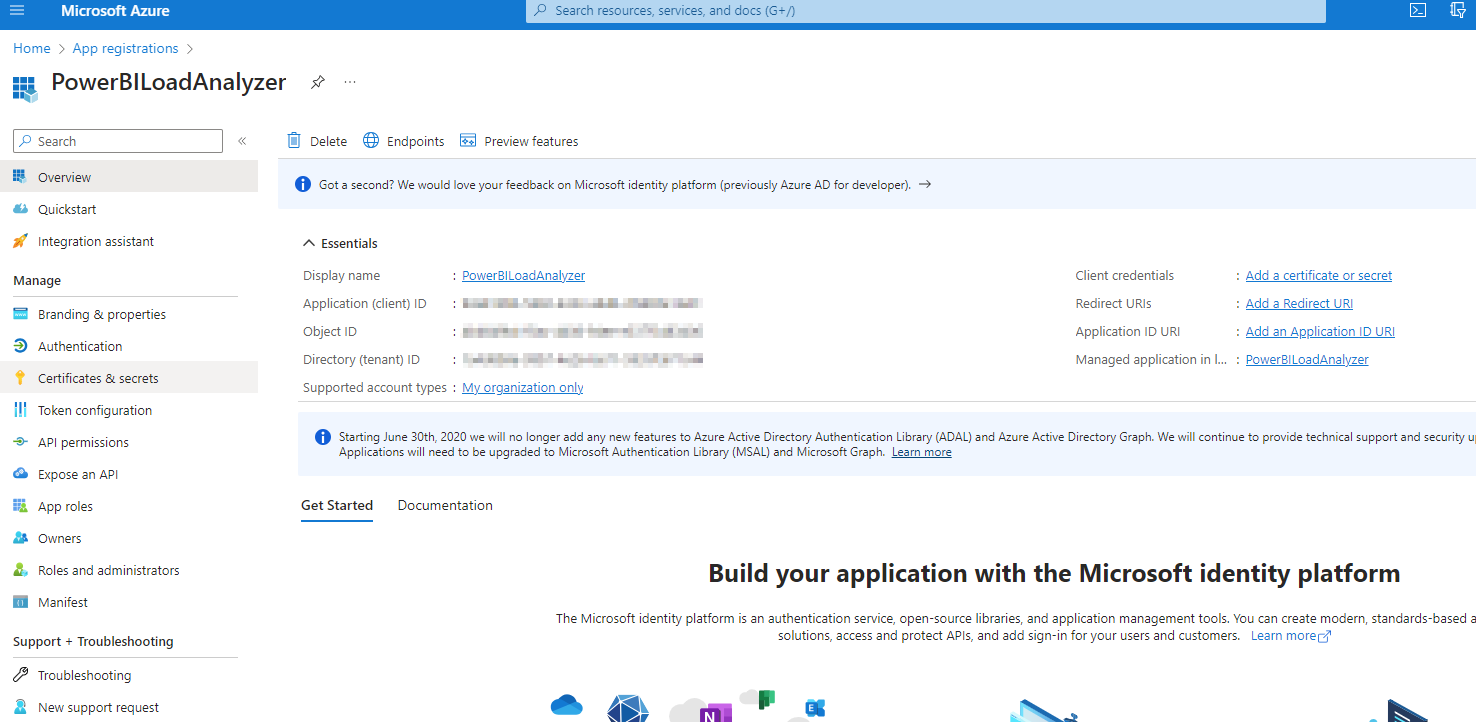 Microsoft Azure
Search resources, services, and docs (G+/)
Home > App registrations >
PowerBILoadAnalyzer
...
Search
«
Delete
Endpoints
Preview features
Overview
Got a second? We would love your feedback on Microsoft identity platform (previously Azure AD for developer). →
Quickstart
Integration assistant
Essentials
Manage
Display name : PowerBILoadAnalyzer
Client credentials : Add a certificate or secret
Application (client) ID :
Redirect URIs : Add a Redirect URI
Branding & properties
Object ID :
Application ID URI : Add an Application ID URI
Authentication
Directory (tenant) ID :
Managed application in l... : PowerBILoadAnalyzer
Certificates & secrets
Supported account types : My organization only
Token configuration
Starting June 30th, 2020 we will no longer add any new features to Azure Active Directory Authentication Library (ADAL) and Azure Active Directory Graph. We will continue to provide technical support and security
Applications will need to be upgraded to Microsoft Authentication Library (MSAL) and Microsoft Graph. Learn more
API permissions
Expose an API
App roles
Get Started
Documentation
Owners
Roles and administrators
Build your application with the Microsoft identity platform
Manifest
The Microsoft identity platform is an authentication service, open-source libraries, and application management tools. You can create modern, standards-based
solutions, access and protect APIs, and add sign-in for your users and customers. Learn more
Support + Troubleshooting
Troubleshooting
New support request
N
E